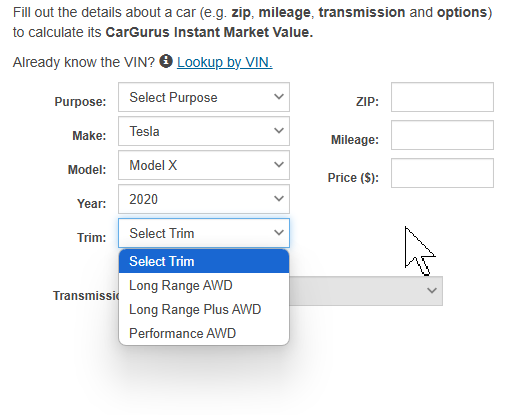 Fill out the details about a car (e.g. zip, mileage, transmission and options)
to calculate its CarGurus Instant Market Value.
Already know the VIN? i Lookup by VIN.
Purpose: Select Purpose
ZIP:
Make: Tesla
Mileage:
Model: Model X
Price ($):
Year: 2020
Trim: Select Trim
Select Trim
Long Range AWD
Long Range Plus AWD
Performance AWD
Transmissi